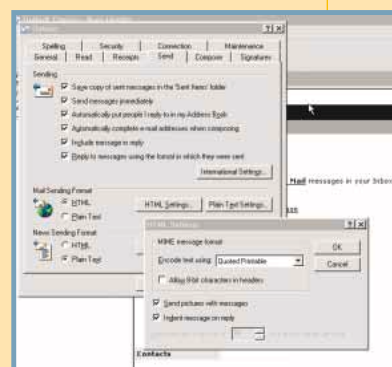 Options
Spelling Security Connection Maintenance
General Read Receipts Send Compose Signatures
Sending
Save copy of sent messages in the 'Sent Items' folder
Send messages immediately
Automatically put people I reply to in my Address Book
Automatically complete e-mail addresses when composing
Include message in reply
Reply to messages using the format in which they were sent
International Settings...
Mail messages in your Inbox
Mail Sending Format
HTML HTML Settings... Plain Text Settings...
Plain Text
News Sending Format
HTML
Plain Text
HTML Settings
MIME message format
OK
Encode text using: Quoted Printable
Cancel
Allow 8-bit characters in headers
Send pictures with messages
Indent message on reply
Contacts